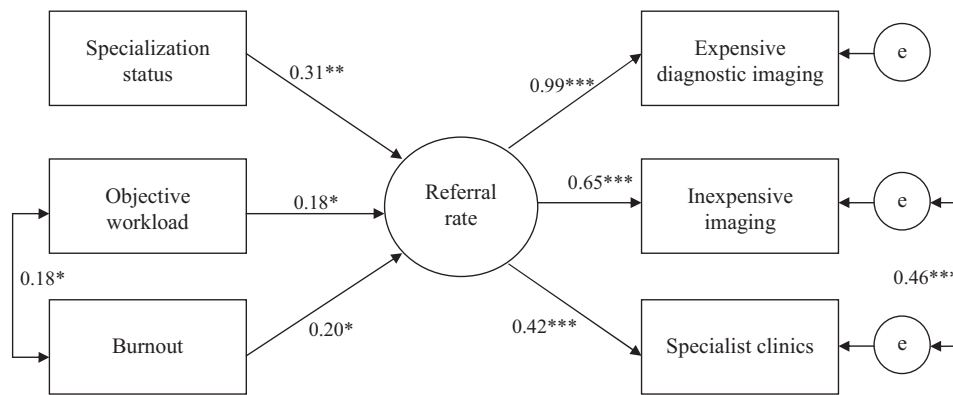 Specialization
status
0.31**
Expensive
diagnostic imaging
e
0.99***
Objective
workload
0.18*
Referral
rate
0.65***
Inexpensive
imaging
e
0.18*
0.46***
Burnout
0.20*
0.42***
Specialist clinics
e